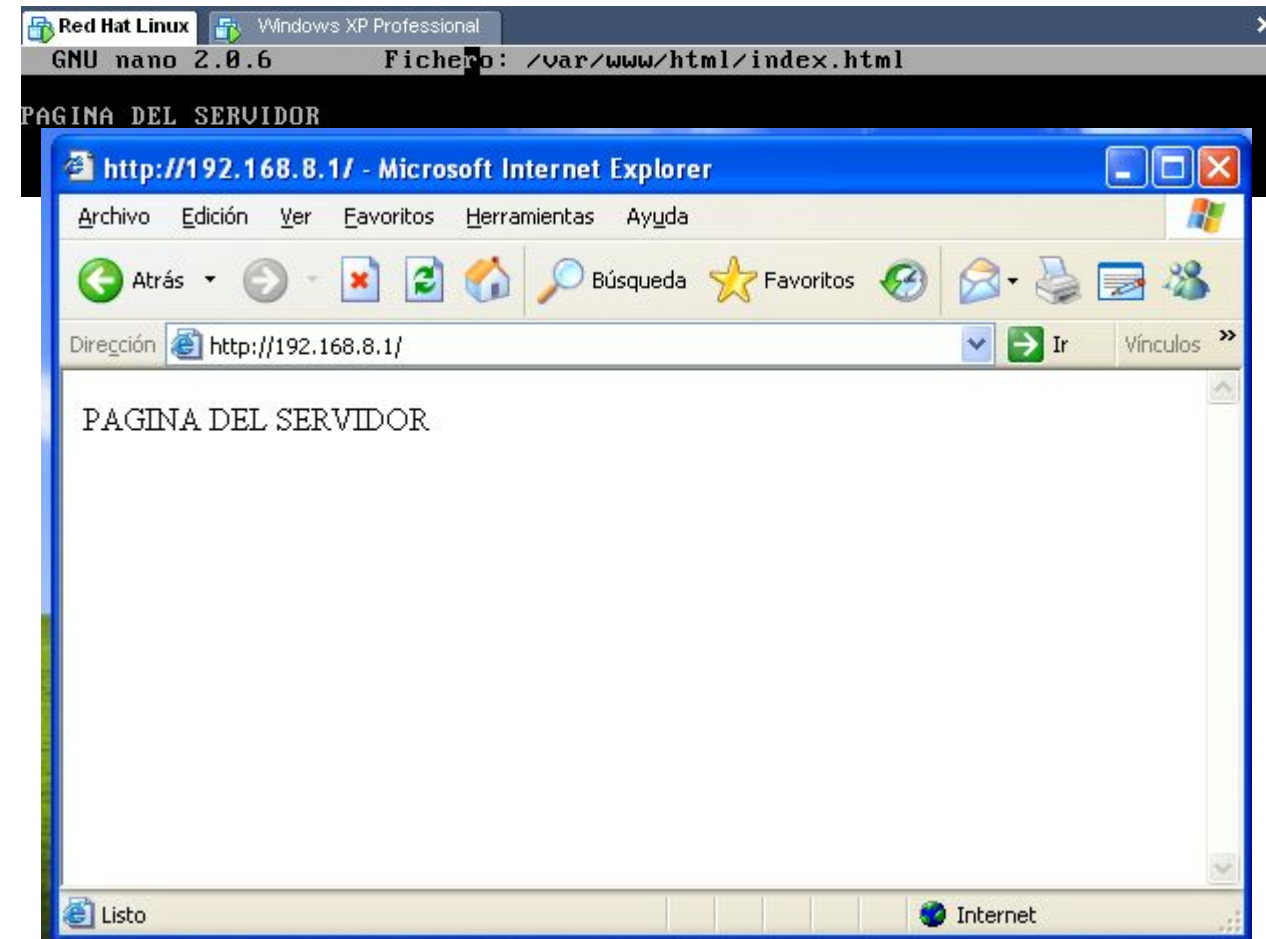 Red Hat Linux Windows XP Professional
GNU nano 2.0.6 Fichero: /var/www/html/index.html
PAGINA DEL SERVIDOR
http://192.168.8.1/ - Microsoft Internet Explorer
Archivo Edición Ver Favoritos Herramientas Ayuda
Atrás Búsqueda Favoritos
Dirección http://192.168.8.1/ Ir Vínculos »
PAGINA DEL SERVIDOR
Listo Internet